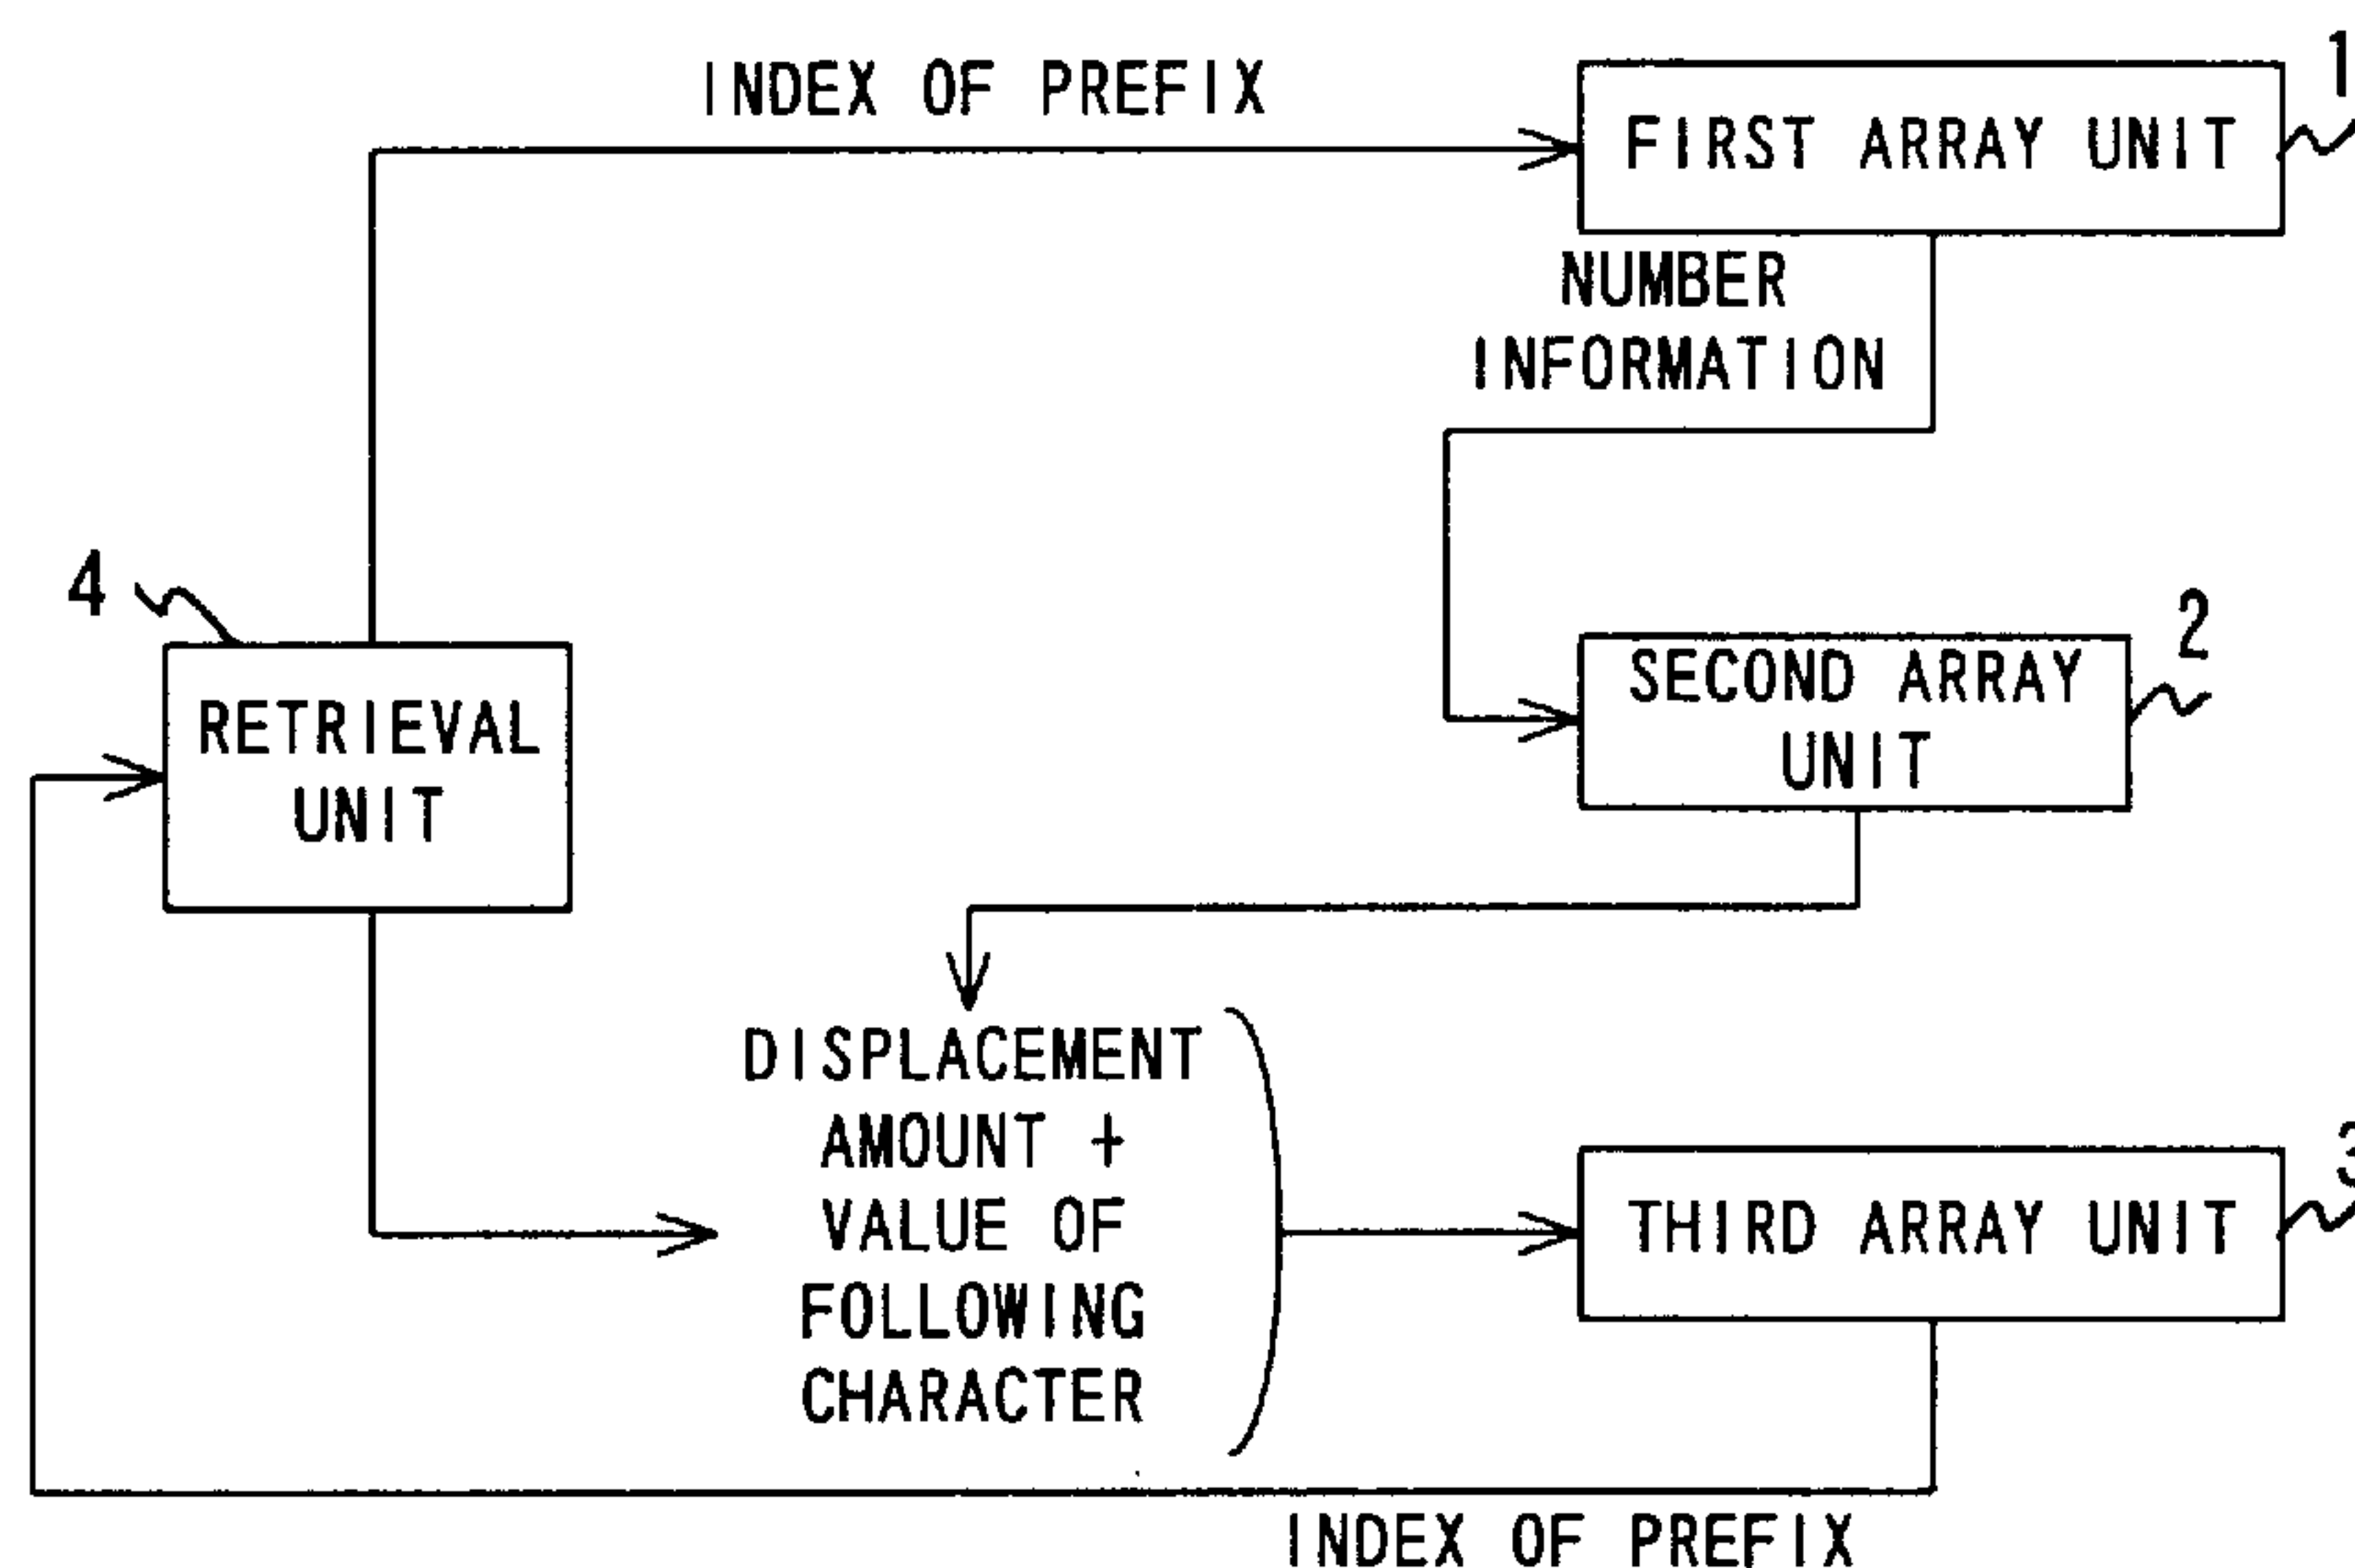 INDEX OF PREFIX
1
FIRST ARRAY UNIT
NUMBER
INFORMATION
4
2
RETRIEVAL
UNIT
SECOND ARRAY
UNIT
DISPLACEMENT
AMOUNT +
VALUE OF
FOLLOWING
CHARACTER
3
THIRD ARRAY UNIT
INDEX OF PREFIX